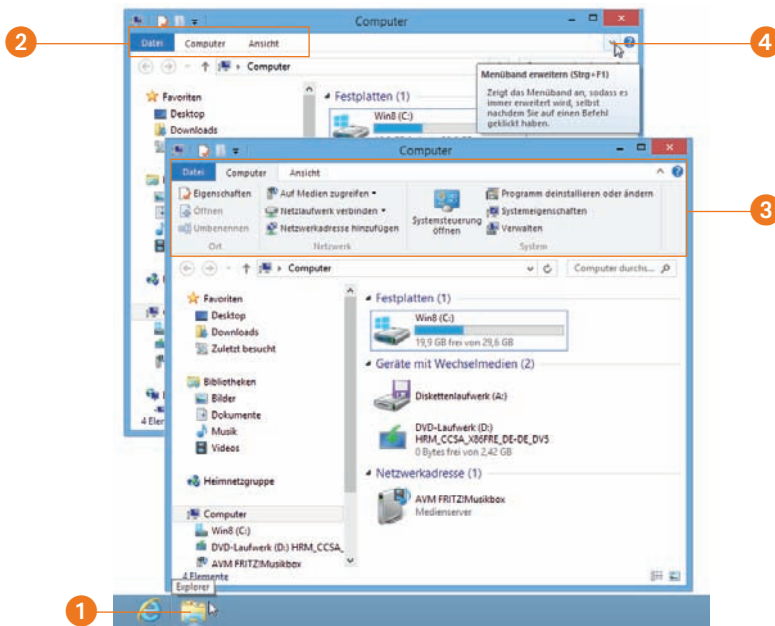 2
4
3
1
Computer
Datei Computer Ansicht
Computer
Menüband erweitern (Strg+F1)
Zeigt das Menüband an, sodass es
immer erweitert wird, selbst
nachdem Sie auf einen Befehl
geklickt haben.
Favoriten
Desktop
Downloads
Festplatten (1)
Win8 (C:)
4 Eler
Computer
Datei Computer Ansicht
Eigenschaften
Öffnen
Umbenennen
Ort
Auf Medien zugreifen
Netzlaufwerk verbinden
Netzwerkadresse hinzufügen
Netzwerk
Systemsteuerung
öffnen
Programm deinstallieren oder ändern
Systemeigenschaften
Verwalten
System
Computer
Computer durchs...
Favoriten
Desktop
Downloads
Zuletzt besucht
Bibliotheken
Bilder
Dokumente
Musik
Videos
Heimnetzgruppe
Computer
Win8 (C:)
DVD-Laufwerk (D:) HRM_CCSA_
AVM FRITZ!Musikbox
Festplatten (1)
Win8 (C:)
19,9 GB frei von 29,6 GB
Geräte mit Wechselmedien (2)
Diskettenlaufwerk (A:)
DVD-Laufwerk (D:)
HRM_CCSA_X86FRE_DE-DE_DV5
0 Bytes frei von 2,42 GB
Netzwerkadresse (1)
AVM FRITZ!Musikbox
Medienserver
4 Elemente
Explorer